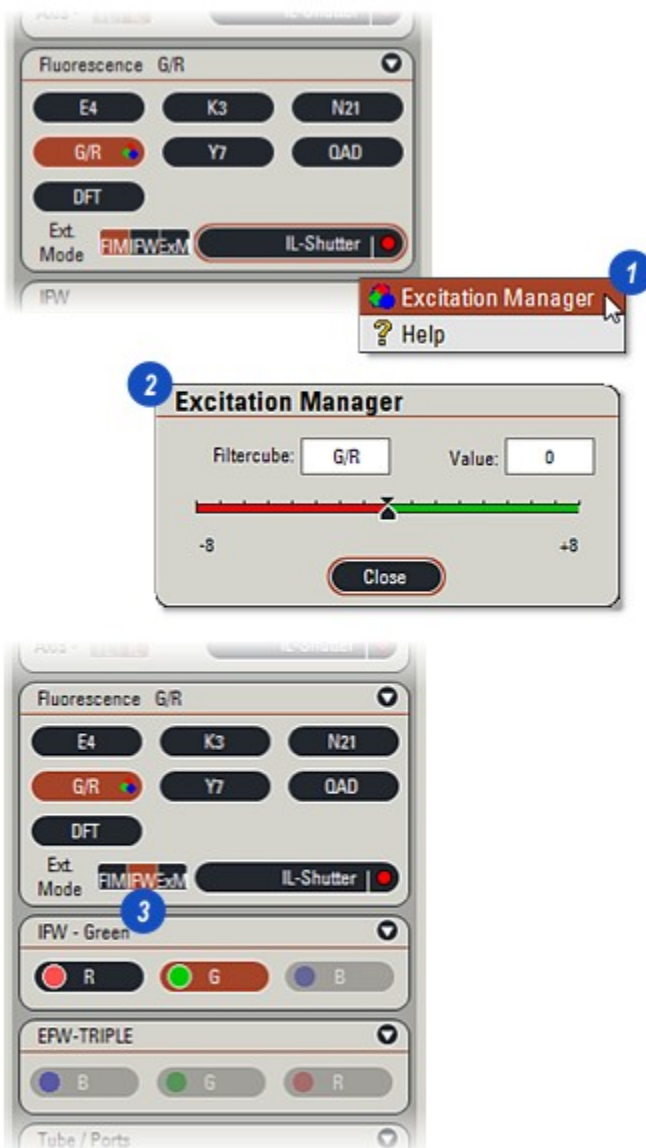 Fluorescence G/R
E4 K3 N21
G/R Y7 QAD
DFT
Ext.
Mode FIM IFW ExM IL-Shutter
IFW
1
Excitation Manager
? Help
2
Excitation Manager
Filtercube: G/R Value: 0
-8 +8
Close
IL-Shutter
Fluorescence G/R
E4 K3 N21
G/R Y7 QAD
DFT
Ext.
Mode FIM IFW ExM IL-Shutter
3
IFW - Green
R G B
EFW-TRIPLE
B G R
Tube / Ports